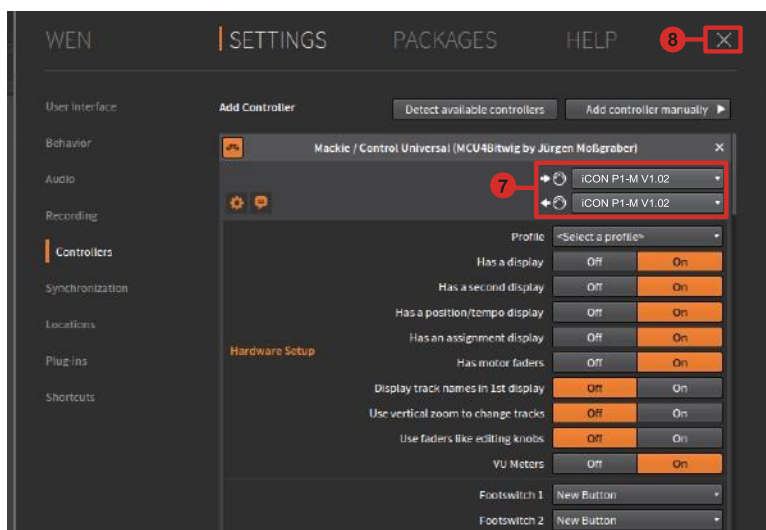 WEN SETTINGS PACKAGES HELP 8
User Interface
Behavior
Audio
Recording
Controllers
Synchronization
Locations
Plug-ins
Shortcuts
Add Controller Detect available controllers Add controller manually
Mackie / Control Universal (MCU4Bitwig by Jürgen Moßgraber)
7
iCON P1-M V1.02
iCON P1-M V1.02
Hardware Setup
Profile <Select a profile>
Has a display Off On
Has a second display Off On
Has a position/tempo display Off On
Has an assignment display Off On
Has motor faders Off On
Display track names in 1st display Off On
Use vertical zoom to change tracks Off On
Use faders like editing knobs Off On
VU Meters Off On
Footswitch 1 New Button
Footswitch 2 New Button